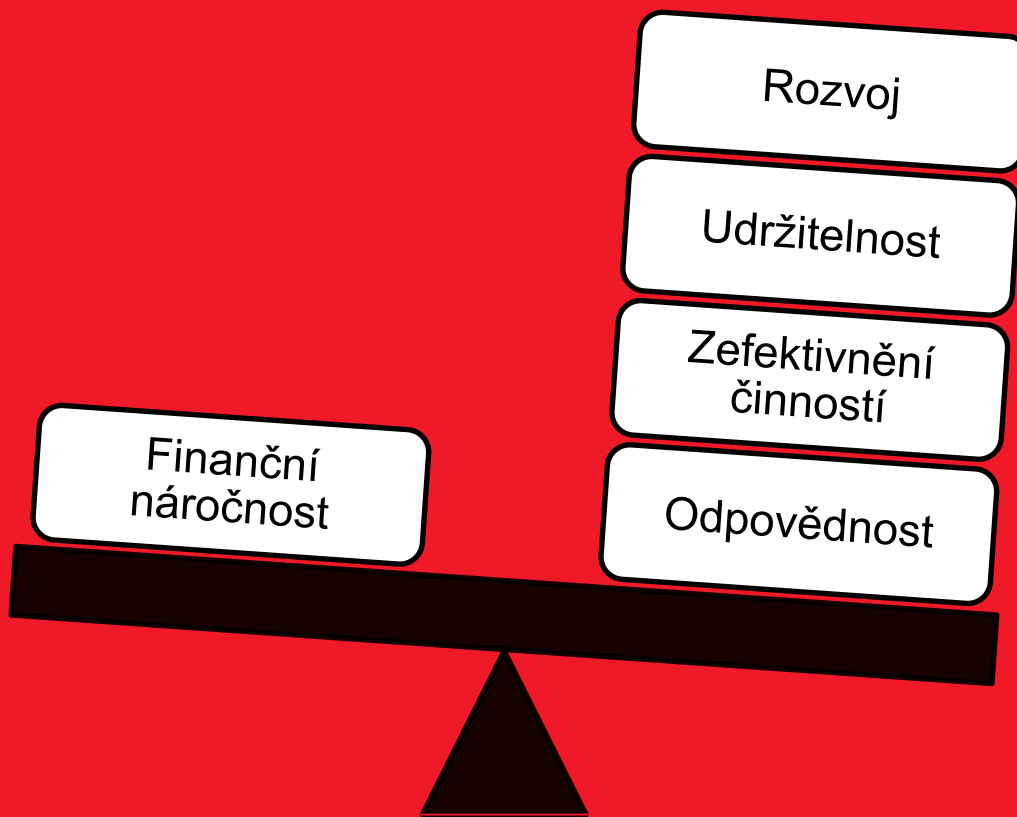 Rozvoj
Udržitelnost
Zefektivnění
činností
Odpovědnost
Finanční
náročnost